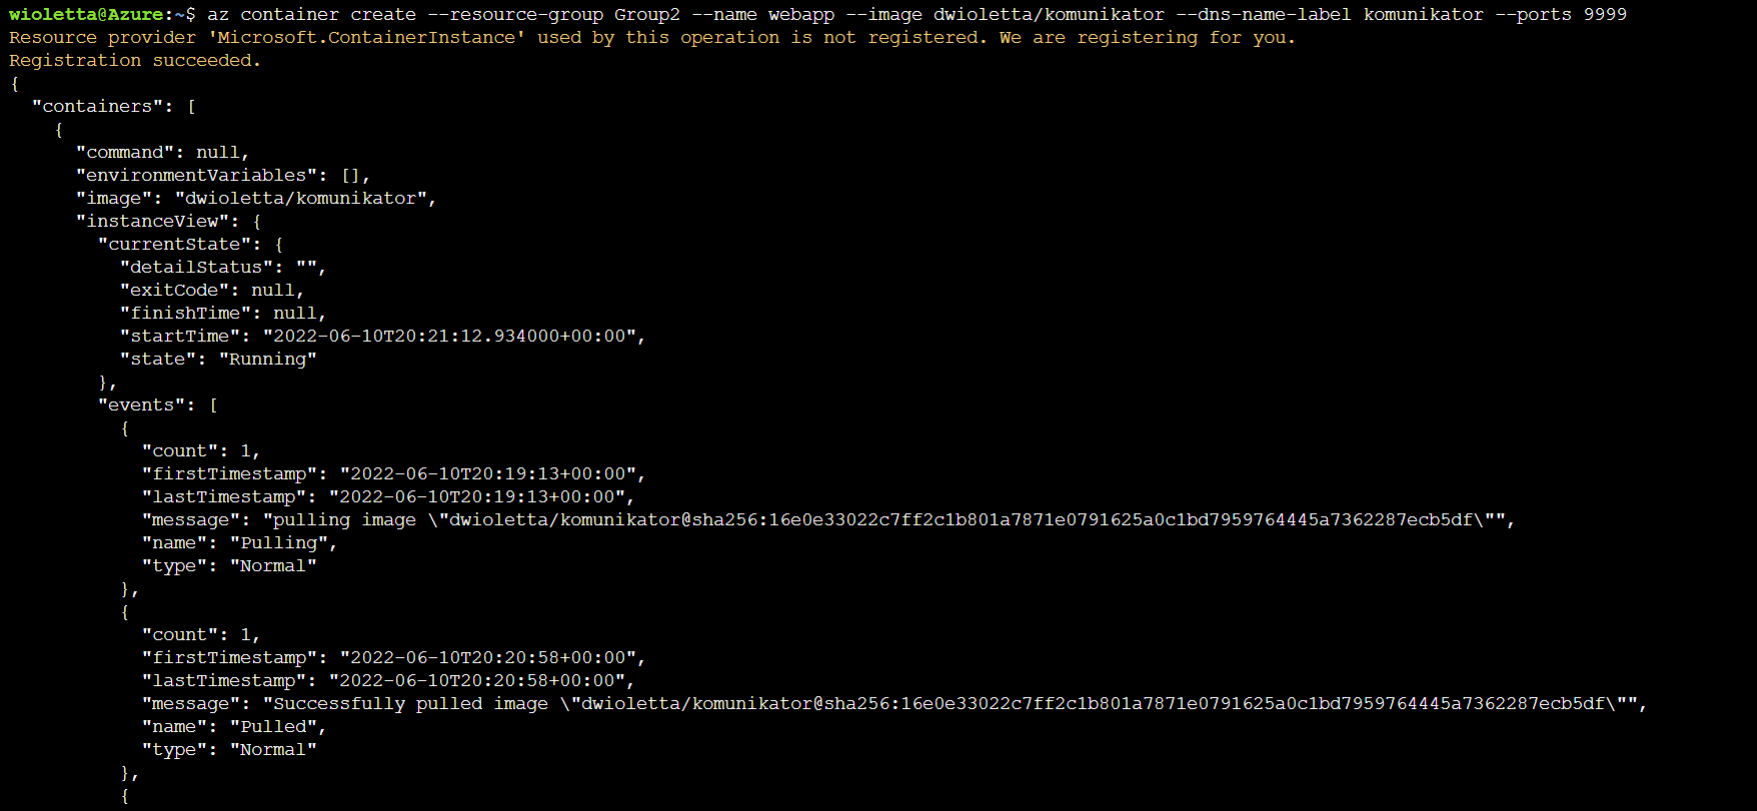 wioletta@Azure:~$ az container create --resource-group Group2 --name webapp --image dwioletta/komunikator --dns-name-label komunikator --ports 9999
Resource provider 'Microsoft.ContainerInstance' used by this operation is not registered. We are registering for you.
Registration succeeded.
{
  "containers": [
    {
      "command": null,
      "environmentVariables": [],
      "image": "dwioletta/komunikator",
      "instanceView": {
        "currentState": {
          "detailStatus": "",
          "exitCode": null,
          "finishTime": null,
          "startTime": "2022-06-10T20:21:12.934000+00:00",
          "state": "Running"
        },
        "events": [
          {
            "count": 1,
            "firstTimestamp": "2022-06-10T20:19:13+00:00",
            "lastTimestamp": "2022-06-10T20:19:13+00:00",
            "message": "pulling image \"dwioletta/komunikator@sha256:16e0e33022c7ff2c1b801a7871e0791625a0c1bd7959764445a7362287ecb5df\"",
            "name": "Pulling",
            "type": "Normal"
          },
          {
            "count": 1,
            "firstTimestamp": "2022-06-10T20:20:58+00:00",
            "lastTimestamp": "2022-06-10T20:20:58+00:00",
            "message": "Successfully pulled image \"dwioletta/komunikator@sha256:16e0e33022c7ff2c1b801a7871e0791625a0c1bd7959764445a7362287ecb5df\"",
            "name": "Pulled",
            "type": "Normal"
          },
          {